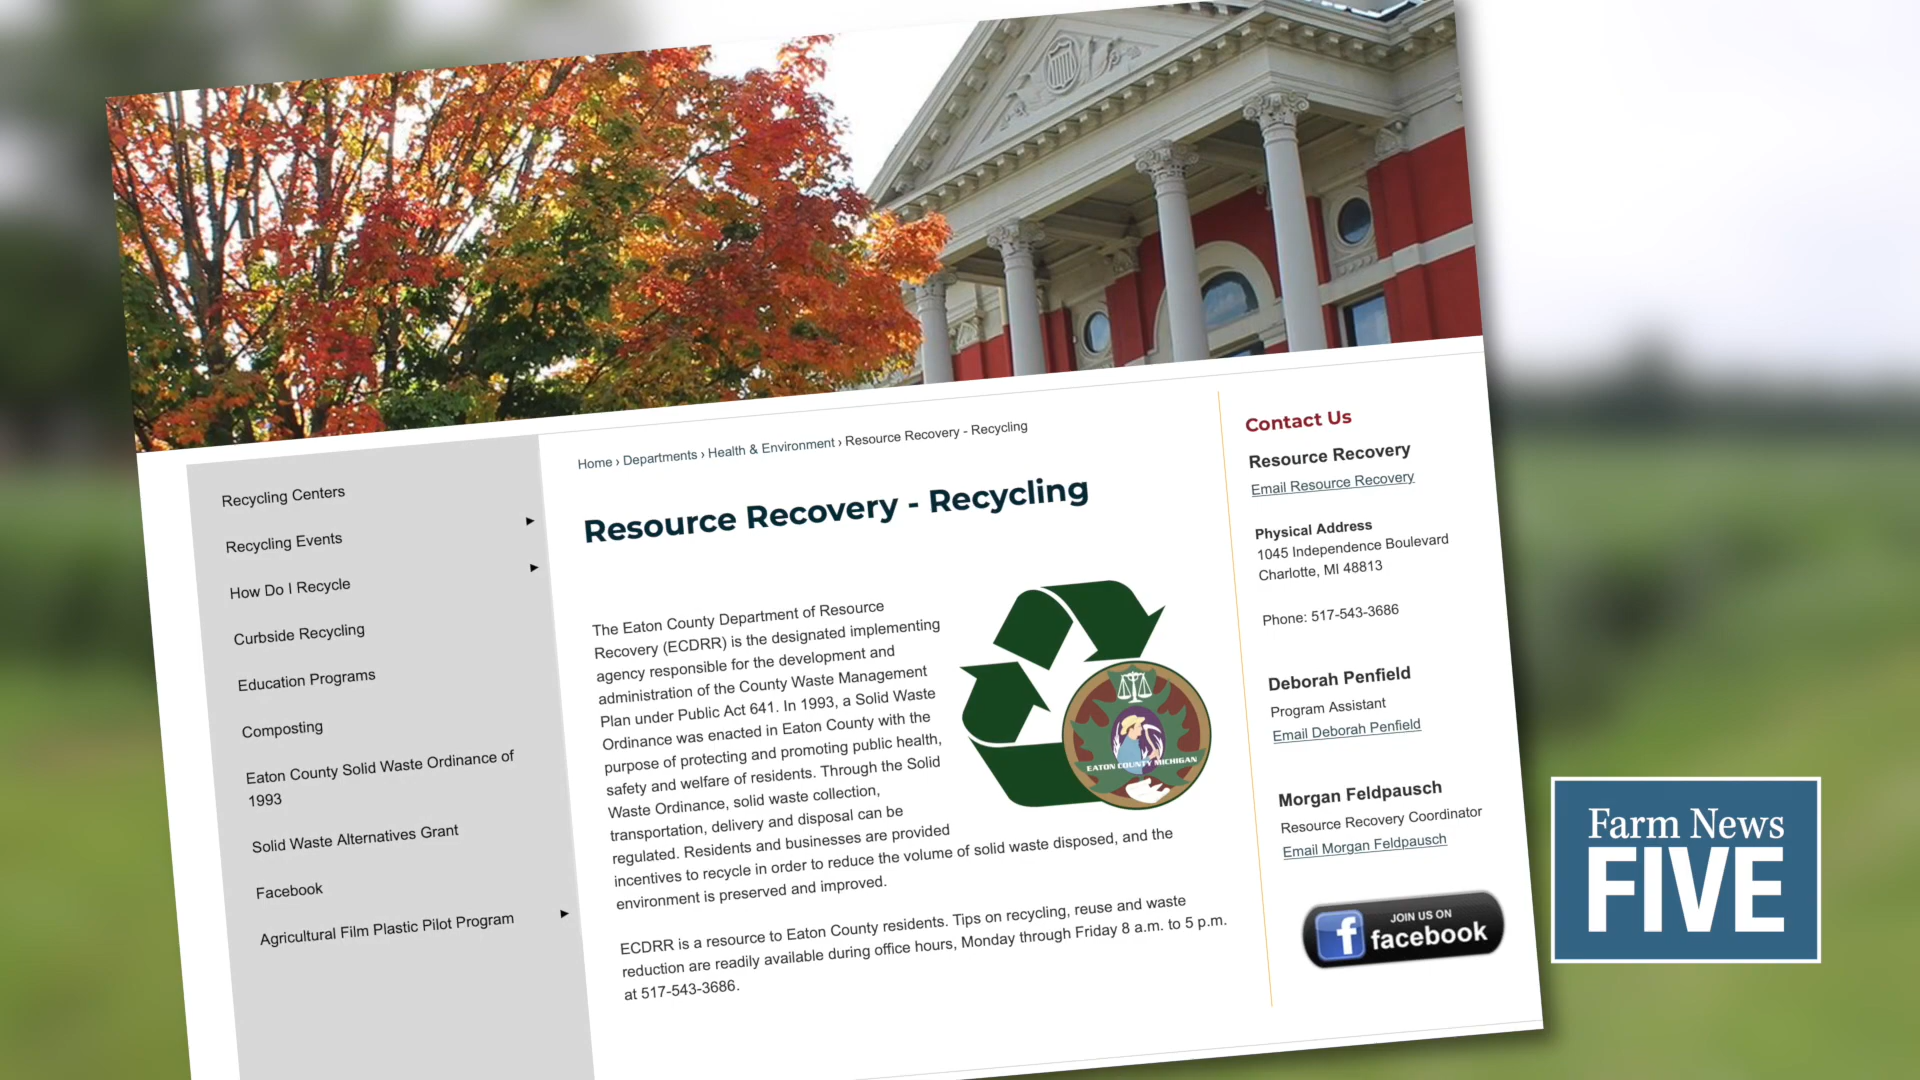 Recycling Centers
Recycling Events
How Do I Recycle
Curbside Recycling
Education Programs
Composting
Eaton County Solid Waste Ordinance of
1993
Solid Waste Alternatives Grant
Facebook
Agricultural Film Plastic Pilot Program
Home › Departments › Health & Environment › Resource Recovery - Recycling
Resource Recovery - Recycling
The Eaton County Department of Resource
Recovery (ECDRR) is the designated implementing
agency responsible for the development and
administration of the County Waste Management
Plan under Public Act 641. In 1993, a Solid Waste
Ordinance was enacted in Eaton County with the
purpose of protecting and promoting public health,
safety and welfare of residents. Through the Solid
Waste Ordinance, solid waste collection,
transportation, delivery and disposal can be
regulated. Residents and businesses are provided
incentives to recycle in order to reduce the volume of solid waste disposed, and the
environment is preserved and improved.
EATON COUNTY MICHIGAN
ECDRR is a resource to Eaton County residents. Tips on recycling, reuse and waste
reduction are readily available during office hours, Monday through Friday 8 a.m. to 5 p.m.
at 517-543-3686.
Contact Us
Resource Recovery
Email Resource Recovery
Physical Address
1045 Independence Boulevard
Charlotte, MI 48813
Phone: 517-543-3686
Deborah Penfield
Program Assistant
Email Deborah Penfield
Morgan Feldpausch
Resource Recovery Coordinator
Email Morgan Feldpausch
JOIN US ON
facebook
Farm News
FIVE